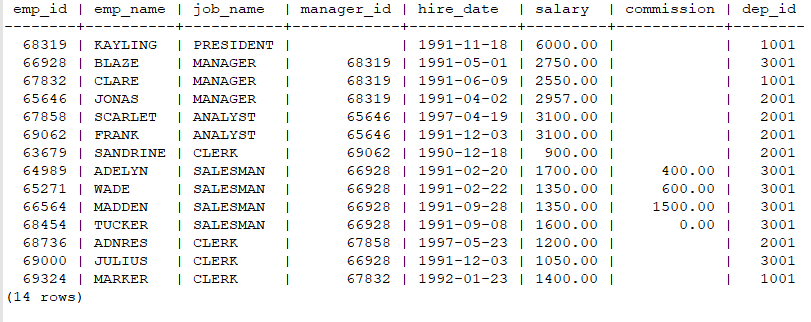 emp_id | emp_name | job_name  | manager_id | hire_date  | salary  | commission | dep_id
--------+----------+-----------+------------+------------+---------+------------+--------
  68319 | KAYLING  | PRESIDENT |            | 1991-11-18 | 6000.00 |            |   1001
  66928 | BLAZE    | MANAGER   |      68319 | 1991-05-01 | 2750.00 |            |   3001
  67832 | CLARE    | MANAGER   |      68319 | 1991-06-09 | 2550.00 |            |   1001
  65646 | JONAS    | MANAGER   |      68319 | 1991-04-02 | 2957.00 |            |   2001
  67858 | SCARLET  | ANALYST   |      65646 | 1997-04-19 | 3100.00 |            |   2001
  69062 | FRANK    | ANALYST   |      65646 | 1991-12-03 | 3100.00 |            |   2001
  63679 | SANDRINE | CLERK     |      69062 | 1990-12-18 |  900.00 |            |   2001
  64989 | ADELYN   | SALESMAN  |      66928 | 1991-02-20 | 1700.00 |     400.00 |   3001
  65271 | WADE     | SALESMAN  |      66928 | 1991-02-22 | 1350.00 |     600.00 |   3001
  66564 | MADDEN   | SALESMAN  |      66928 | 1991-09-28 | 1350.00 |    1500.00 |   3001
  68454 | TUCKER   | SALESMAN  |      66928 | 1991-09-08 | 1600.00 |       0.00 |   3001
  68736 | ADNRES   | CLERK     |      67858 | 1997-05-23 | 1200.00 |            |   2001
  69000 | JULIUS   | CLERK     |      66928 | 1991-12-03 | 1050.00 |            |   3001
  69324 | MARKER   | CLERK     |      67832 | 1992-01-23 | 1400.00 |            |   1001
(14 rows)